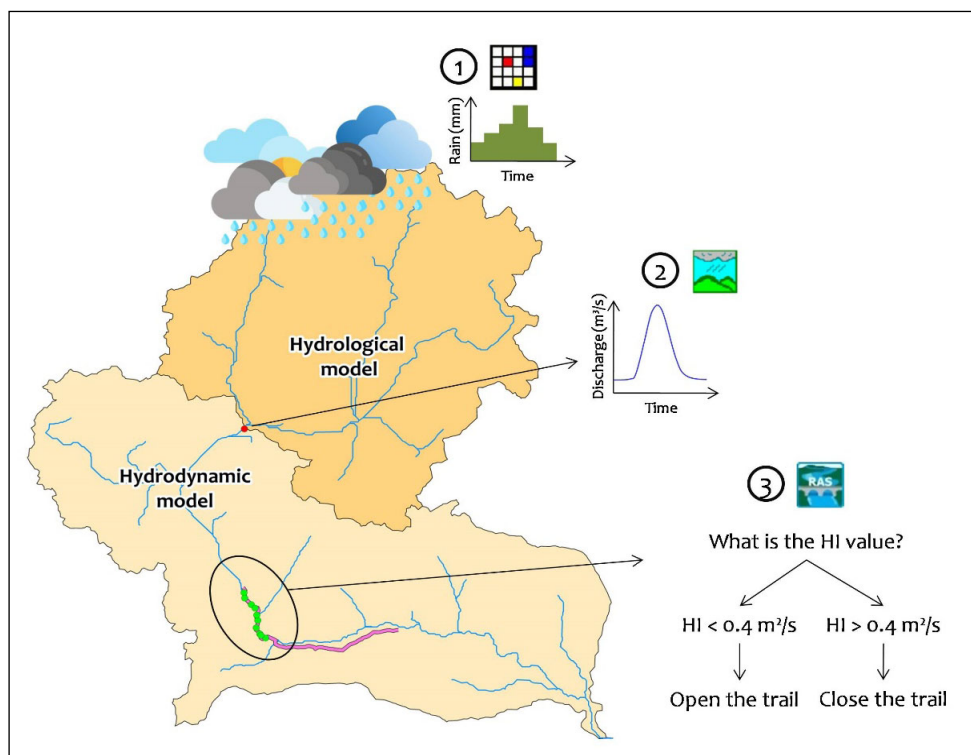 1
Rain (mm)
Time
2
Discharge (m³/s)
Time
Hydrological
model
Hydrodynamic
model
3
RAS
What is the HI value?
HI < 0.4 m²/s
HI > 0.4 m²/s
Open the trail
Close the trail